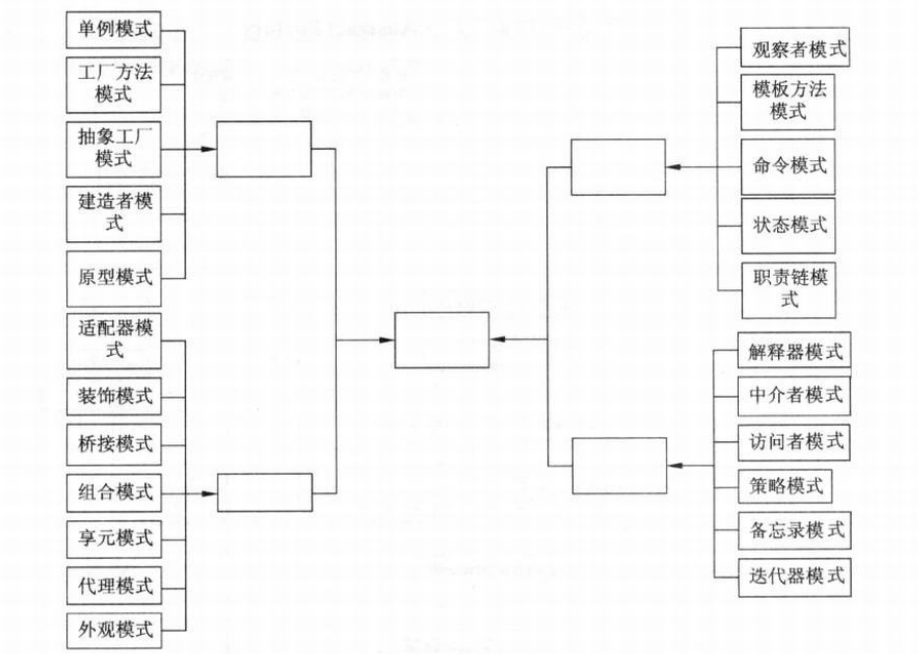 单例模式
工厂方法
模式
抽象工厂
模式
建造者模
式
原型模式
适配器模
式
装饰模式
桥接模式
组合模式
享元模式
代理模式
外观模式
观察者模式
模板方法
模式
命令模式
状态模式
职责链模
式
解释器模式
中介者模式
访问者模式
策略模式
备忘录模式
迭代器模式